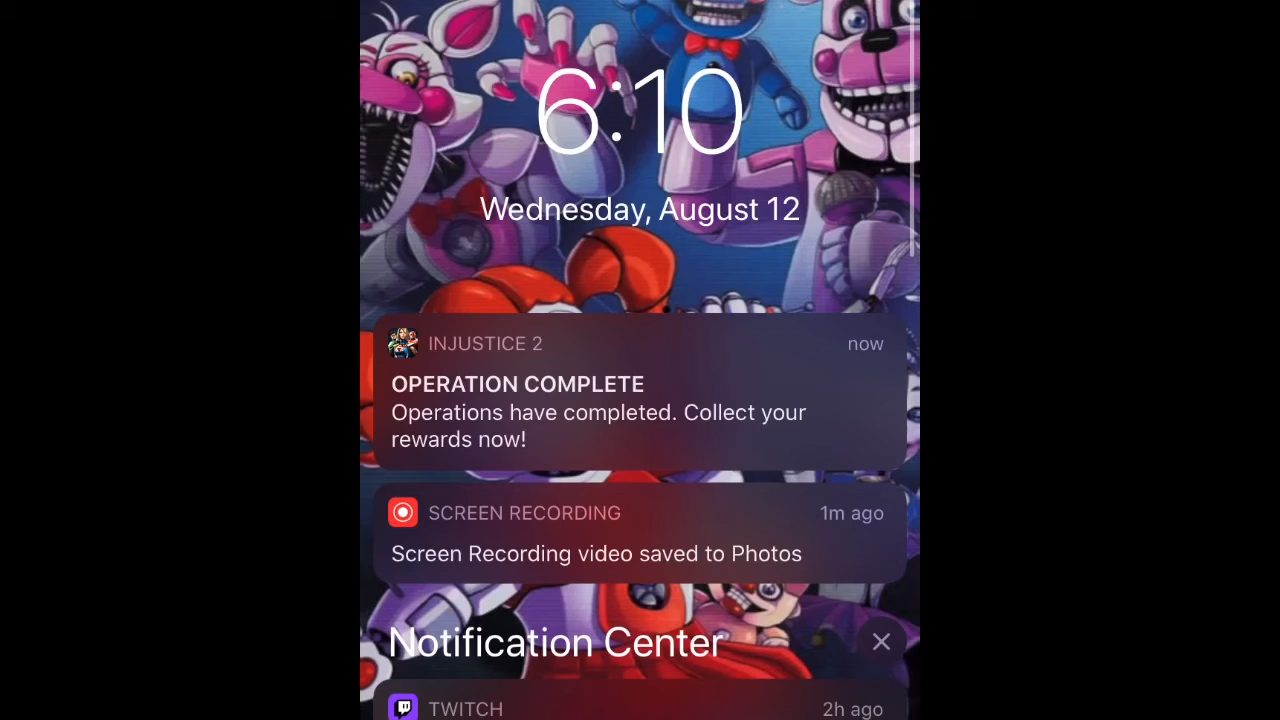 6:10
Wednesday, August 12
INJUSTICE 2 now
OPERATION COMPLETE
Operations have completed. Collect your
rewards now!
SCREEN RECORDING 1m ago
Screen Recording video saved to Photos
Notification Center
TWITCH 2h ago